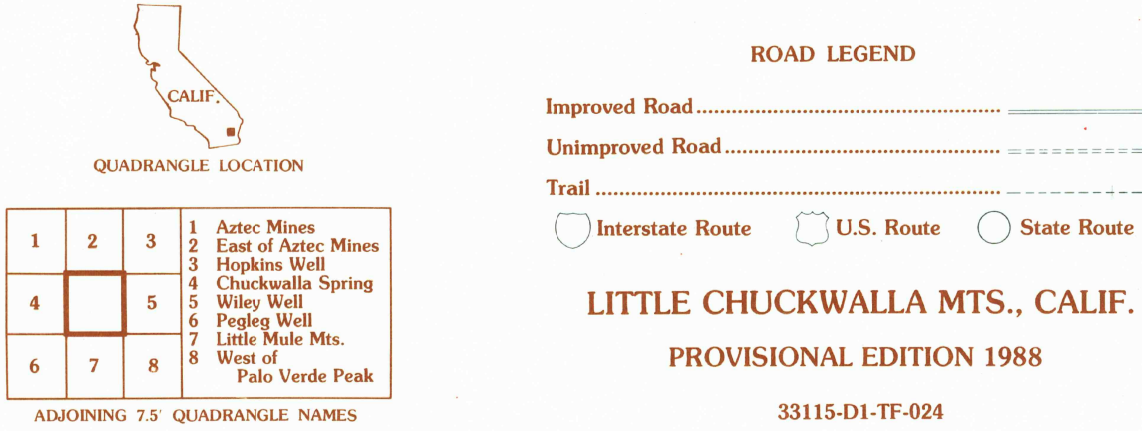 CALIF.
QUADRANGLE LOCATION
1 2 3
4 5
6 7 8
1 Aztec Mines
2 East of Aztec Mines
3 Hopkins Well
4 Chuckwalla Spring
5 Wiley Well
6 Pegleg Well
7 Little Mule Mts.
8 West of
Palo Verde Peak
ADJOINING 7.5' QUADRANGLE NAMES
ROAD LEGEND
Improved Road
Unimproved Road
Trail
Interstate Route U.S. Route State Route
LITTLE CHUCKWALLA MTS., CALIF.
PROVISIONAL EDITION 1988
33115-D1-TF-024